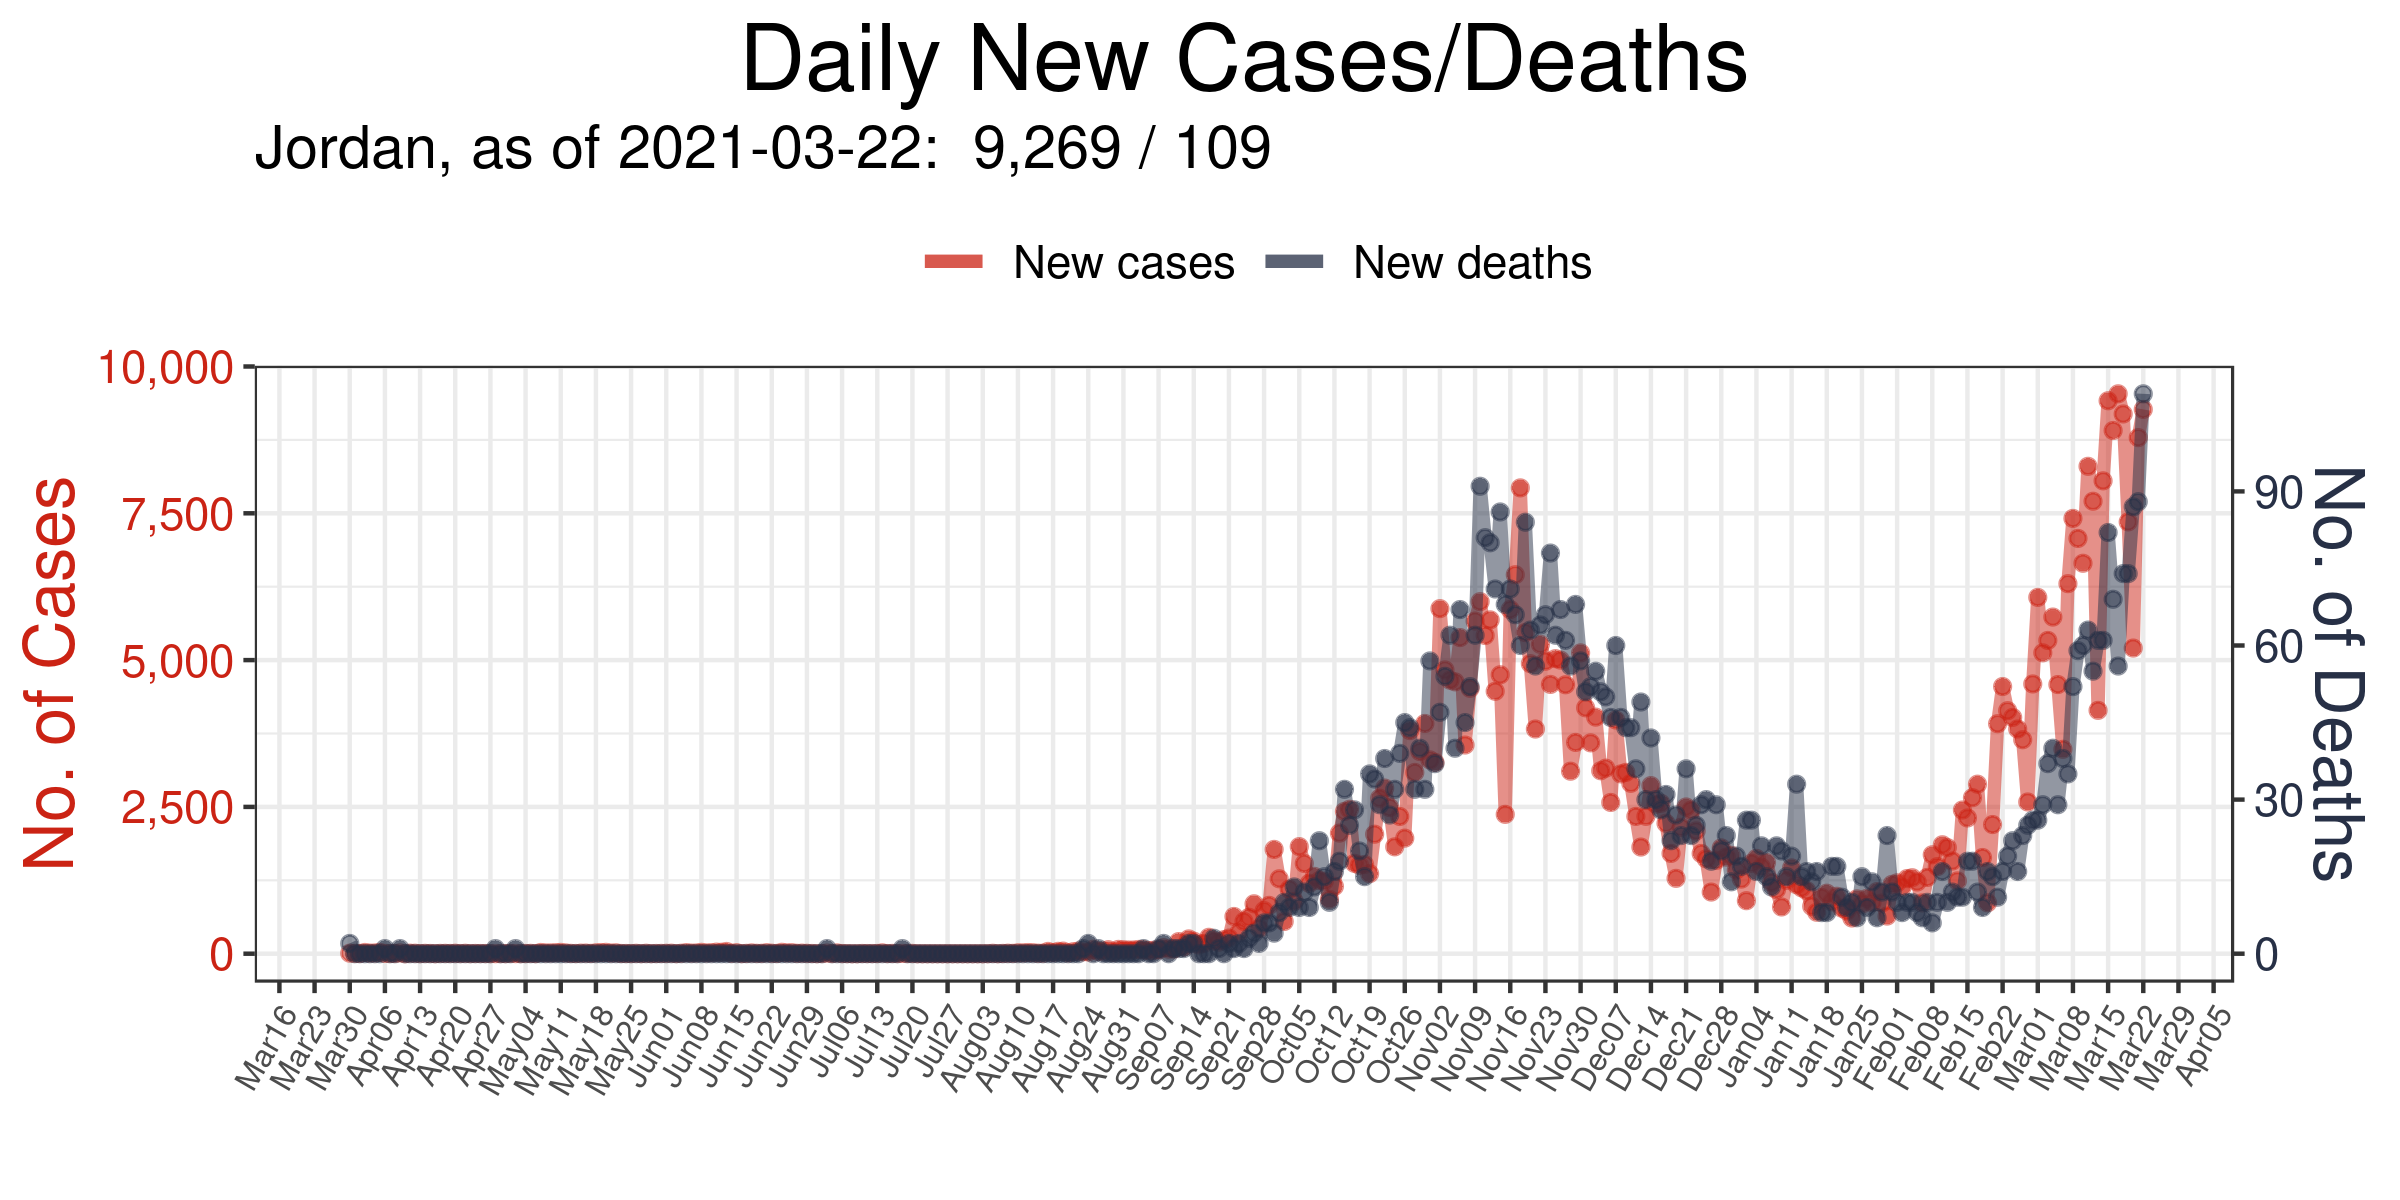 Daily New Cases/Deaths
Jordan, as of 2021-03-22:  9,269 / 109
New cases New deaths
No. of Cases
10,000
7,500
5,000
2,500
0
No. of Deaths
90
60
30
0
Mar16 Mar23 Mar30 Apr06 Apr13 Apr20 Apr27 May04 May11 May18 May25 Jun01 Jun08 Jun15 Jun22 Jun29 Jul06 Jul13 Jul20 Jul27 Aug03 Aug10 Aug17 Aug24 Aug31 Sep07 Sep14 Sep21 Sep28 Oct05 Oct12 Oct19 Oct26 Nov02 Nov09 Nov16 Nov23 Nov30 Dec07 Dec14 Dec21 Dec28 Dec04 Jan11 Jan18 Jan25 Feb01 Feb08 Feb15 Feb22 Mar01 Mar08 Mar15 Mar22 Mar29 Apr05